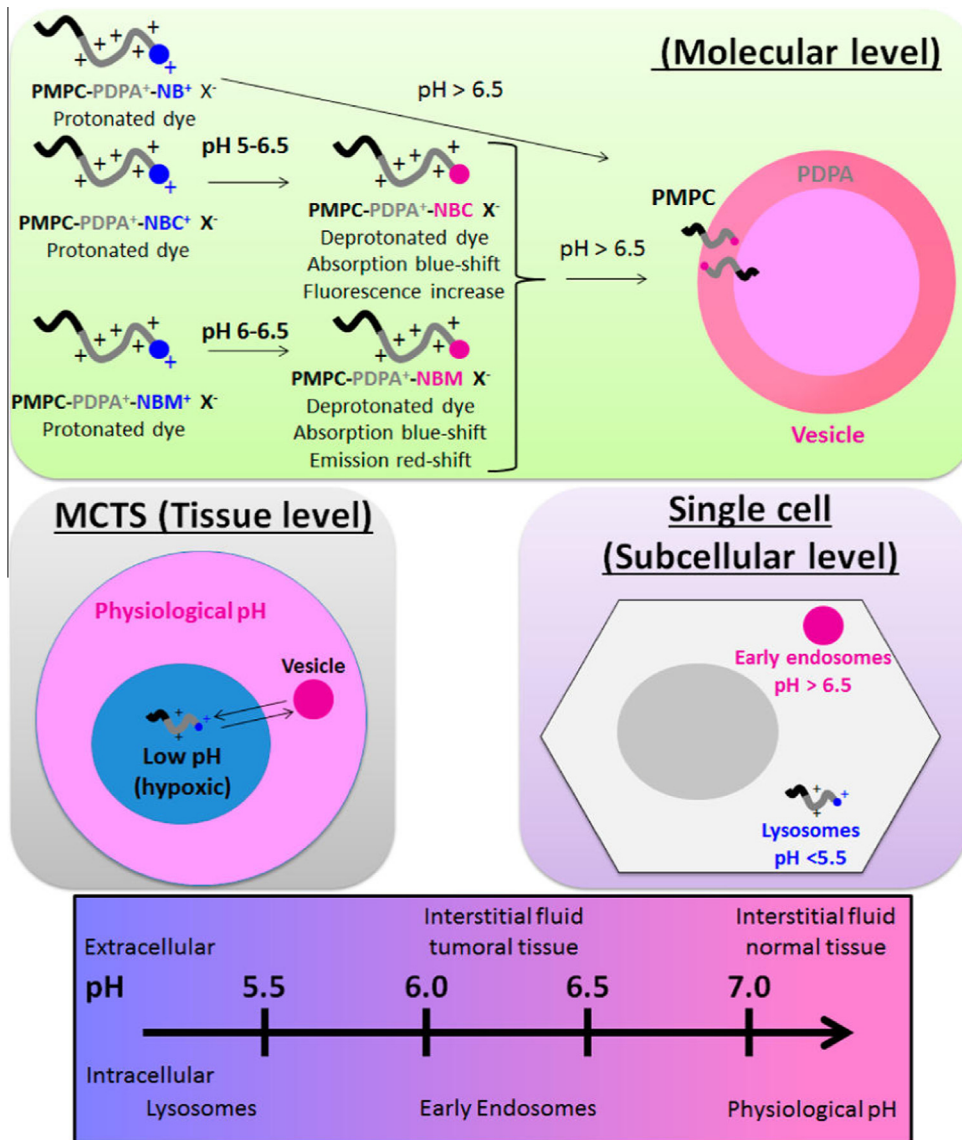 (Molecular level)
+ + + + +
PMPC-PDPA⁺-NB⁺ X⁻
Protonated dye
pH > 6.5
+ + + + +
PMPC-PDPA⁺-NBC⁺ X⁻
Protonated dye
pH 5-6.5
+ + + +
PMPC-PDPA⁺-NBC X⁻
Deprotonated dye
Absorption blue-shift
Fluorescence increase
+ + + + +
PMPC-PDPA⁺-NBM⁺ X⁻
Protonated dye
pH 6-6.5
+ + + +
PMPC-PDPA⁺-NBM X⁻
Deprotonated dye
Absorption blue-shift
Emission red-shift
pH > 6.5
PDPA
PMPC
Vesicle
MCTS (Tissue level)
Physiological pH
Vesicle
+ + +
Low pH
(hypoxic)
Single cell
(Subcellular level)
Early endosomes
pH > 6.5
+ + +
Lysosomes
pH <5.5
Extracellular
Interstitial fluid
tumoral tissue
Interstitial fluid
normal tissue
pH 5.5 6.0 6.5 7.0
Intracellular
Lysosomes Early Endosomes Physiological pH